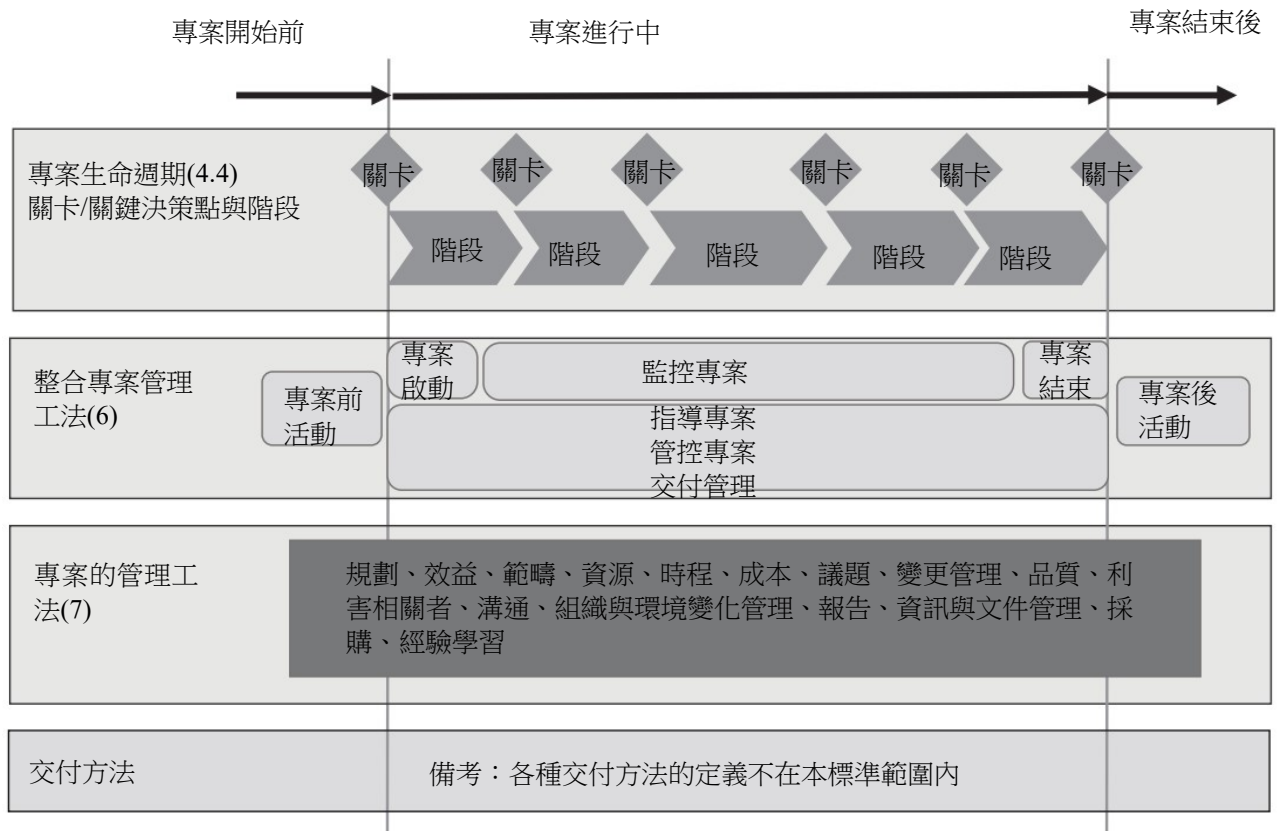 專案開始前
專案進行中
專案結束後
專案生命週期(4.4)
關卡/關鍵決策點與階段
關卡
關卡
關卡
關卡
關卡
關卡
階段
階段
階段
階段
階段
整合專案管理
工法(6)
專案前
活動
專案
啟動
監控專案
專案
結束
指導專案
管控專案
交付管理
專案後
活動
專案的管理工
法(7)
規劃、效益、範疇、資源、時程、成本、議題、變更管理、品質、利
害相關者、溝通、組織與環境變化管理、報告、資訊與文件管理、採
購、經驗學習
交付方法
備考：各種交付方法的定義不在本標準範圍內